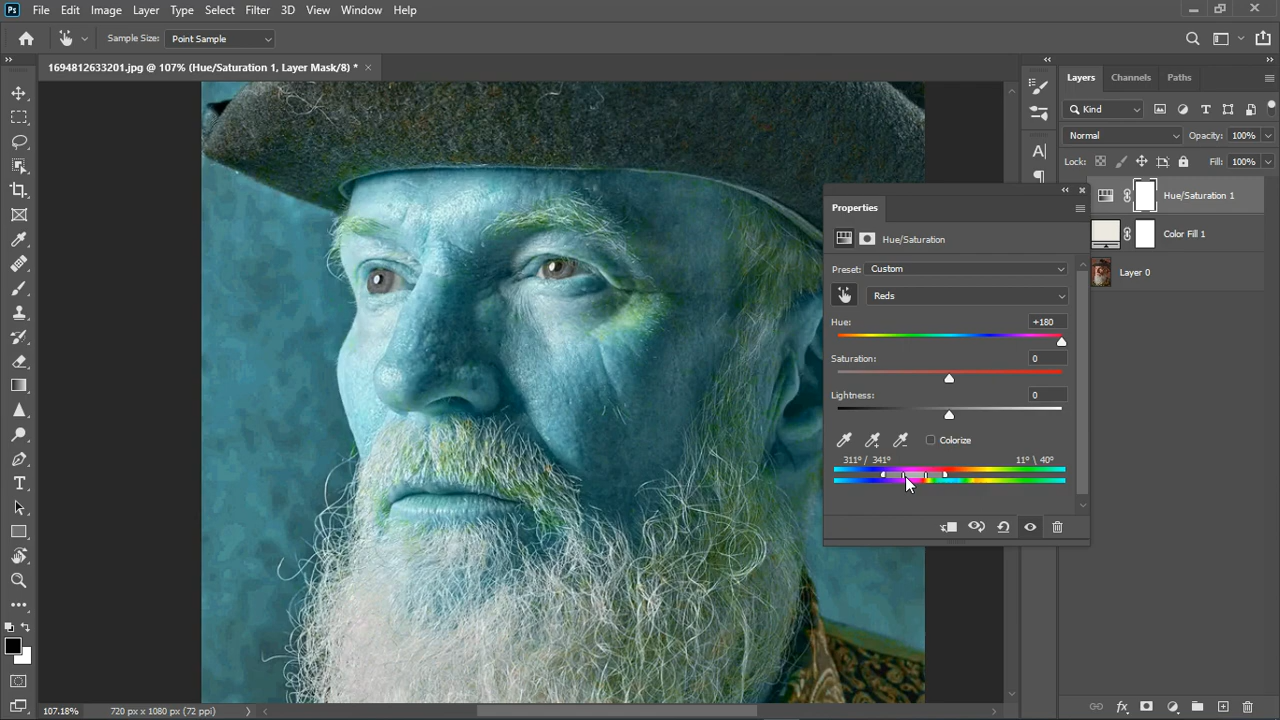 Ps File Edit Image Layer Type Select Filter 3D View Window Help
Sample Size: Point Sample
1694812633201.jpg @ 107% (Hue/Saturation 1, Layer Mask/8) *
Layers Channels Paths
Kind
Normal Opacity: 100%
Lock: Fill: 100%
Hue/Saturation 1
Color Fill 1
Layer 0
Properties
Hue/Saturation
Preset: Custom
Reds
Hue: +180
Saturation: 0
Lightness: 0
Colorize
311°/ 341° 11°\ 40°
107.18% 720 px x 1080 px (72 ppi)